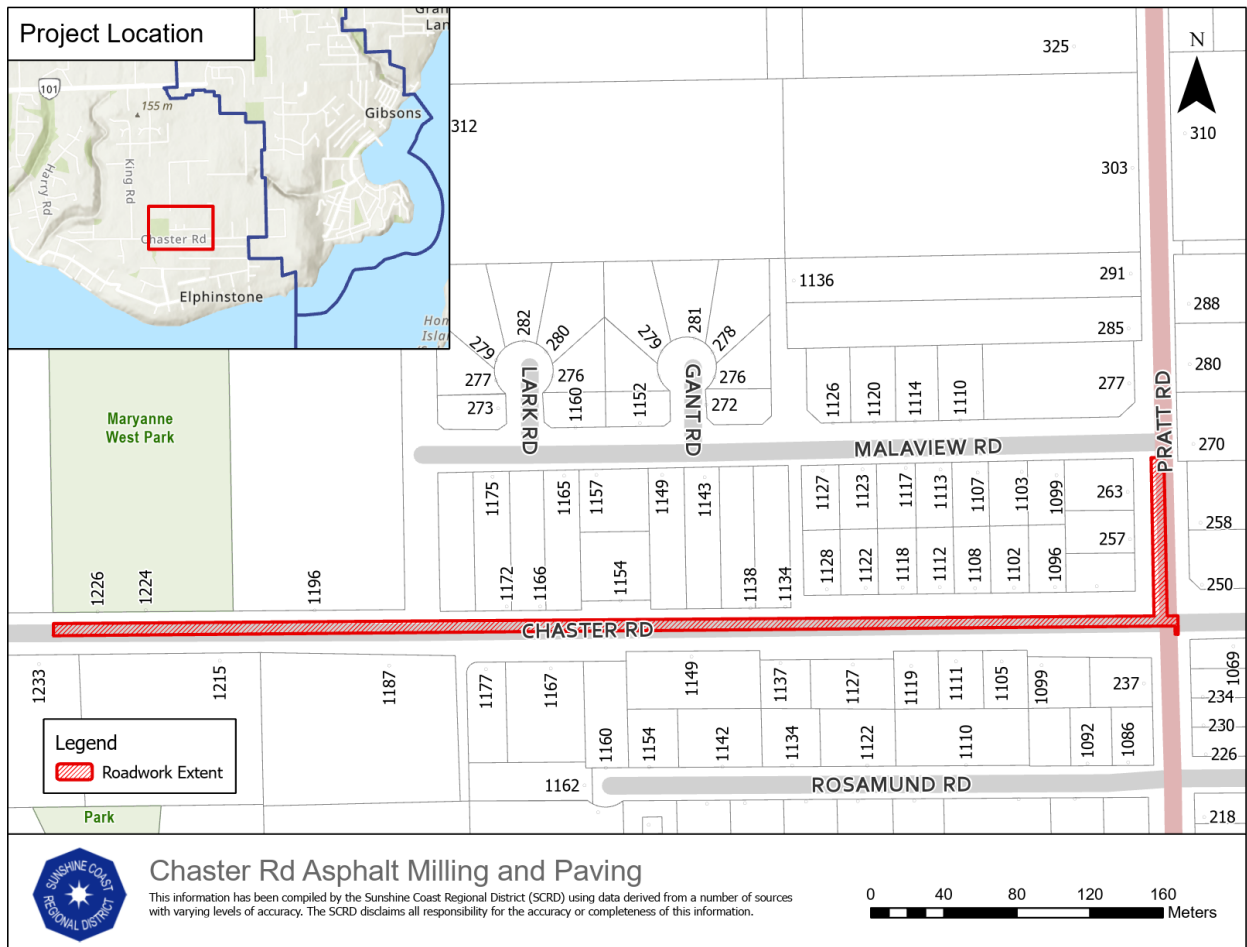 Project Location
101
155 m
Harry Rd
King Rd
Chaster Rd
Elphinstone
Gibsons
Gran
Lan
Hon
Isla
N
325
310
312
303
1136
291
285
288
280
277
270
279
282
280
277
276
273
1160
1152
279
281
278
276
272
1126
1120
1114
1110
LARK RD
GANT RD
PRATT RD
MALAVIEW RD
Maryanne
West Park
1175
1165
1157
1149
1143
1127
1123
1117
1113
1107
1103
1099
263
258
257
250
1226
1224
1196
1172
1166
1154
1138
1134
1128
1122
1118
1112
1108
1102
1096
CHASTER RD
1233
1215
1187
1177
1167
1149
1137
1127
1119
1111
1105
1099
237
1069
234
230
226
1160
1154
1142
1134
1122
1110
1092
1086
1162
ROSAMUND RD
218
Legend
Roadwork Extent
Park
SUNSHINE COAST
REGIONAL DISTRICT
Chaster Rd Asphalt Milling and Paving
This information has been compiled by the Sunshine Coast Regional District (SCRD) using data derived from a number of sources
with varying levels of accuracy. The SCRD disclaims all responsibility for the accuracy or completeness of this information.
0 40 80 120 160
Meters